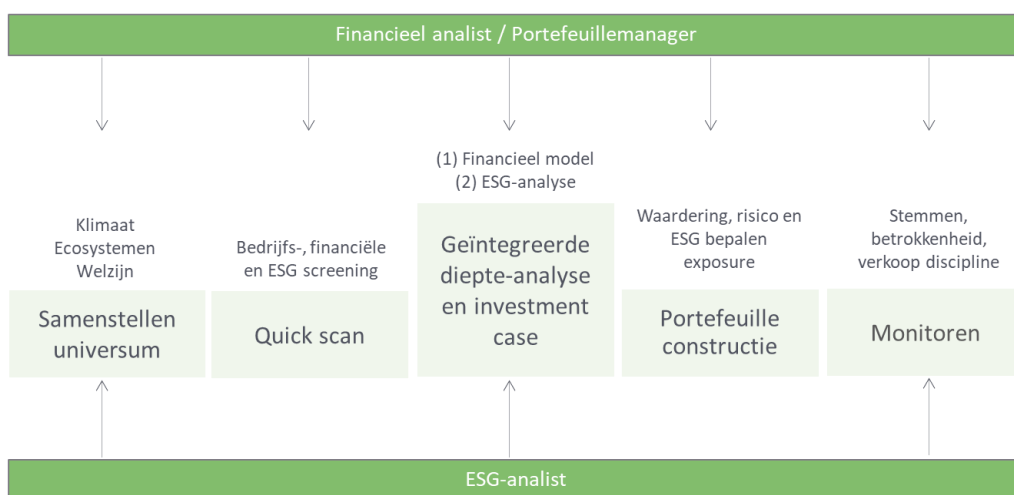 Financieel analist / Portefeuillemanager
Klimaat
Ecosystemen
Welzijn
Samenstellen
universum
Bedrijfs-, financiële
en ESG screening
Quick scan
(1) Financieel model
(2) ESG-analyse
Geïntegreerde
diepte-analyse
en investment
case
Waardering, risico en
ESG bepalen
exposure
Portefeuille
constructie
Stemmen,
betrokkenheid,
verkoop discipline
Monitoren
ESG-analist